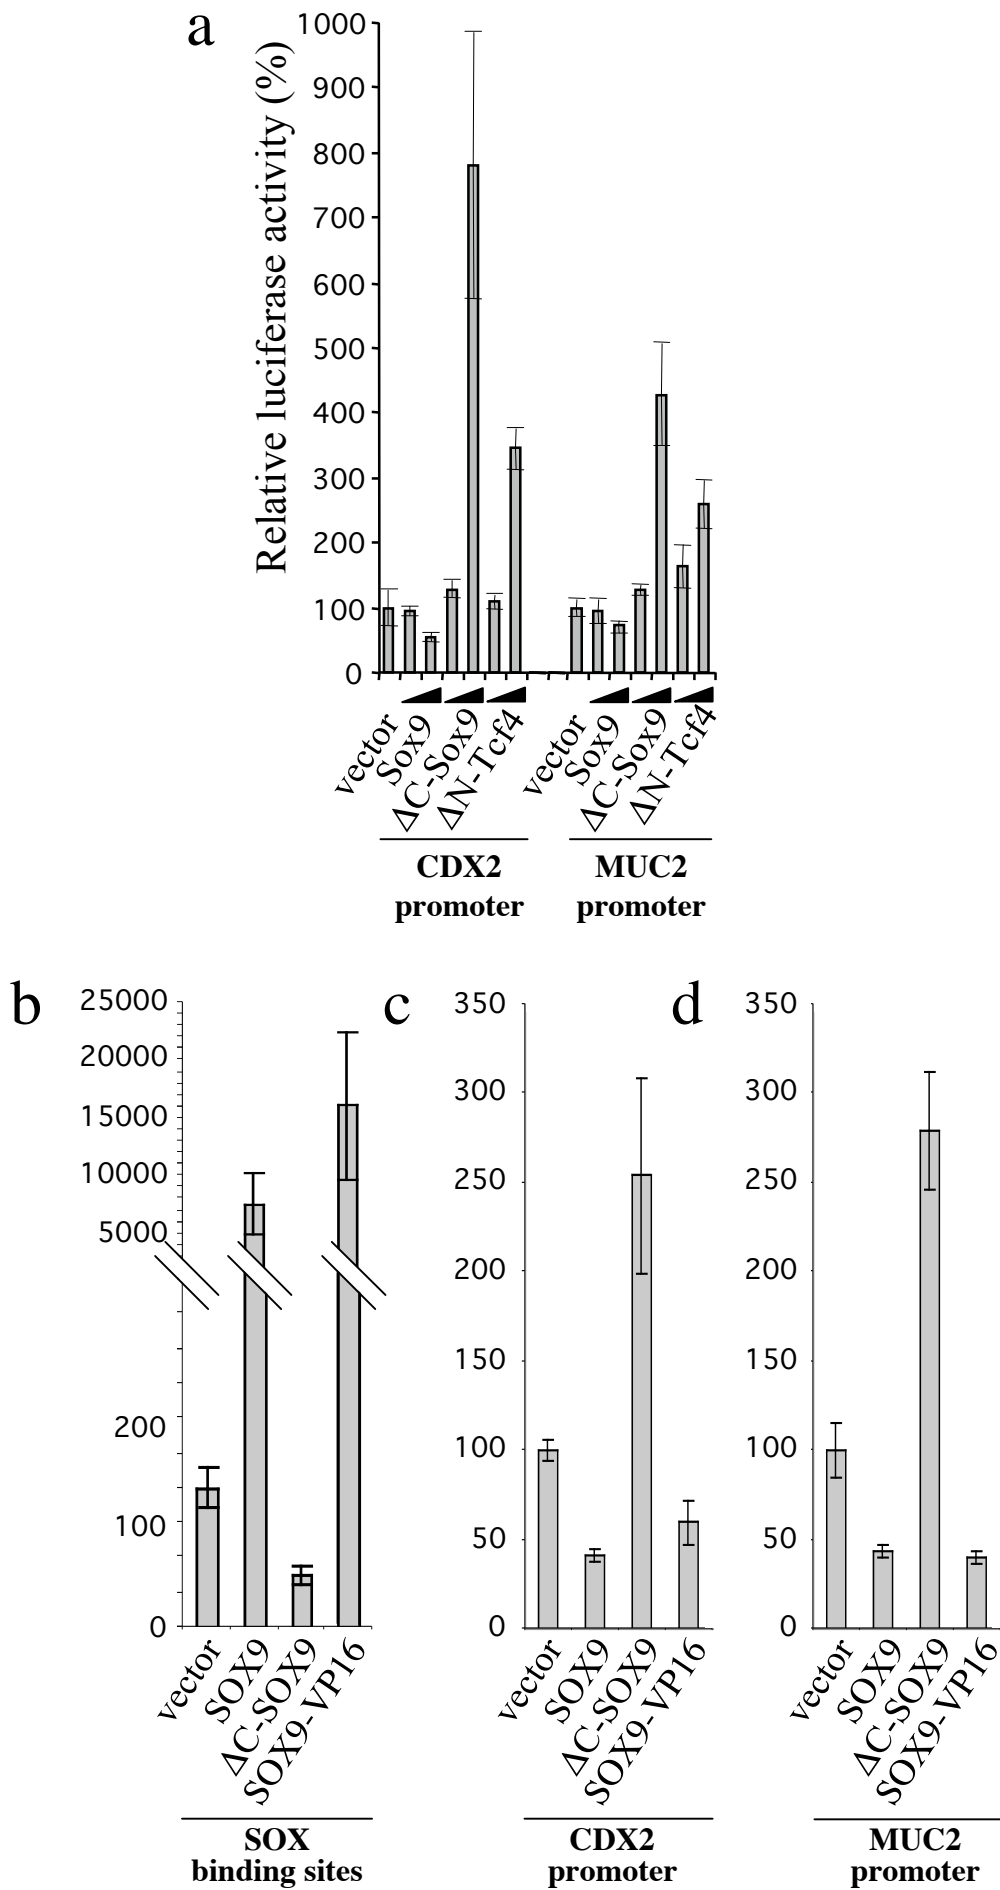 a
Relative luciferase activity (%)
1000
900
800
700
600
500
400
300
200
100
0
vector
Sox9
ΔC-Sox9
ΔN-Tcf4
vector
Sox9
ΔC-Sox9
ΔN-Tcf4
CDX2
promoter
MUC2
promoter
b
25000
20000
15000
10000
5000
200
100
0
vector
SOX9
ΔC-SOX9
SOX9-VP16
SOX
binding sites
c
350
300
250
200
150
100
50
0
vector
SOX9
ΔC-SOX9
SOX9-VP16
CDX2
promoter
d
350
300
250
200
150
100
50
0
vector
SOX9
ΔC-SOX9
SOX9-VP16
MUC2
promoter